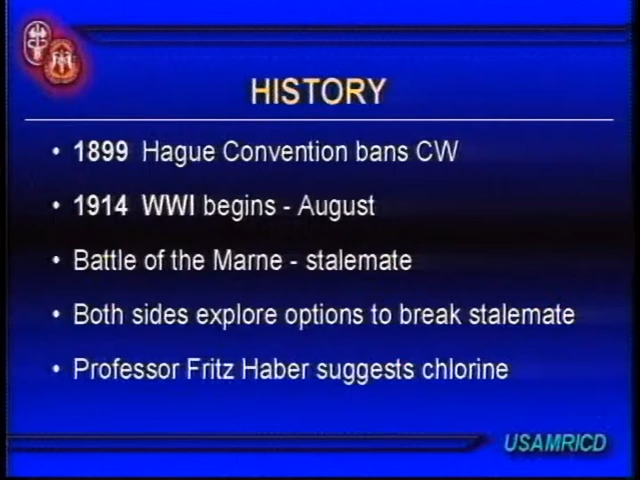 HISTORY
• 1899 Hague Convention bans CW
• 1914 WWI begins - August
• Battle of the Marne - stalemate
• Both sides explore options to break stalemate
• Professor Fritz Haber suggests chlorine
USAMRICD